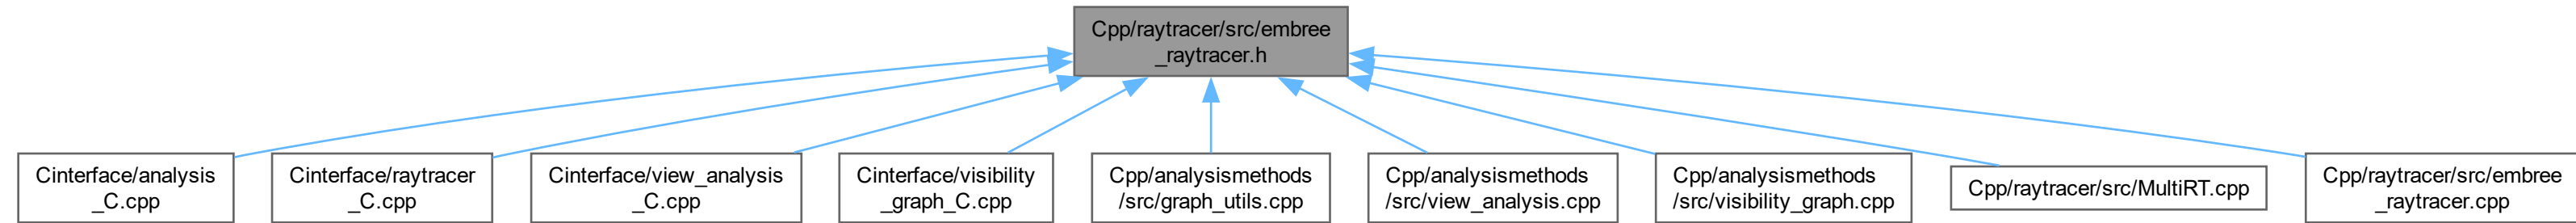 Cpp/raytracer/src/embree
_raytracer.h
Cinterface/analysis
_C.cpp
Cinterface/raytracer
_C.cpp
Cinterface/view_analysis
_C.cpp
Cinterface/visibility
_graph_C.cpp
Cpp/analysismethods
/src/graph_utils.cpp
Cpp/analysismethods
/src/view_analysis.cpp
Cpp/analysismethods
/src/visibility_graph.cpp
Cpp/raytracer/src/MultiRT.cpp
Cpp/raytracer/src/embree
_raytracer.cpp